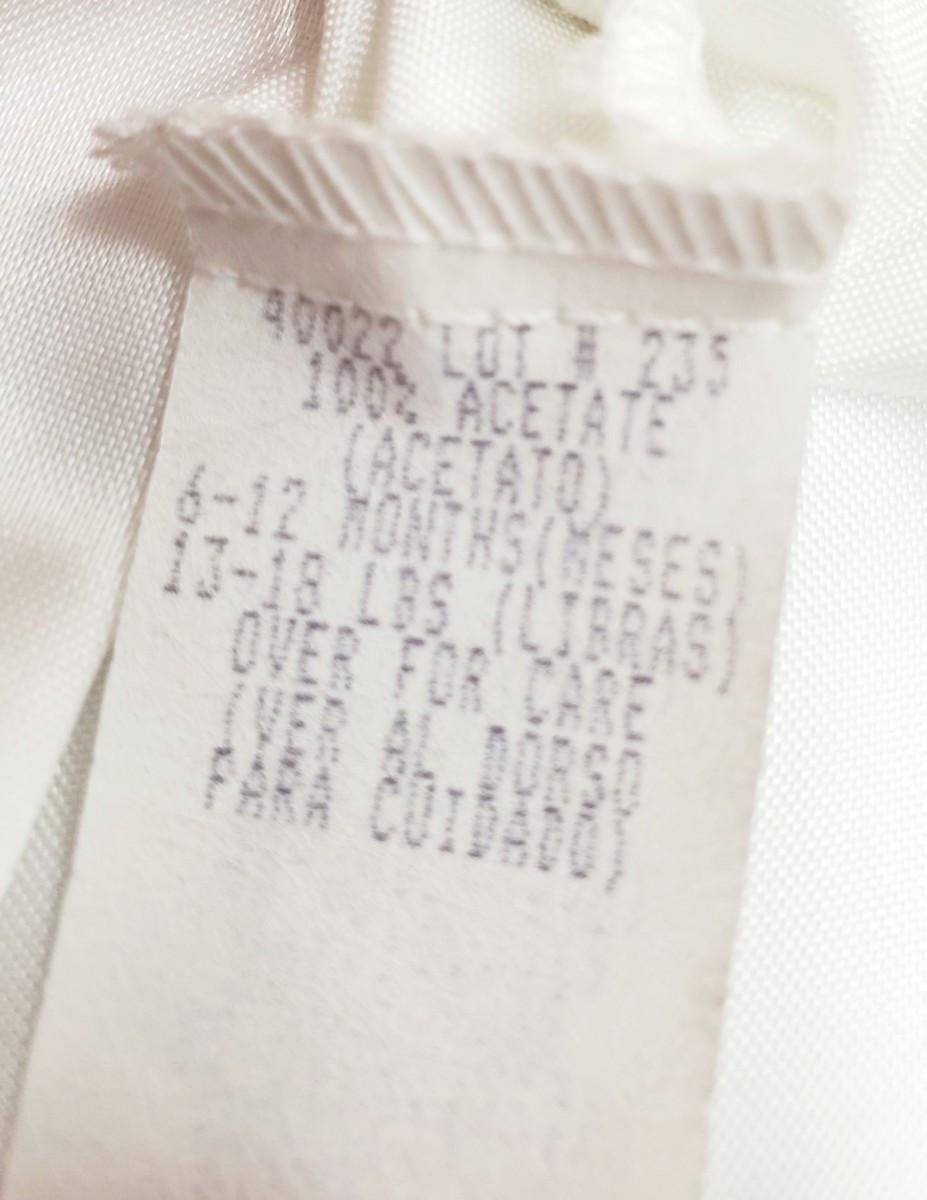 40022 LOT # 235
100% ACETATE
(ACETATO)
6-12 MONTHS(MESES)
13-18 LBS (LIBRAS)
OVER FOR CARE
(VER AL DORSO
PARA CUIDADO)